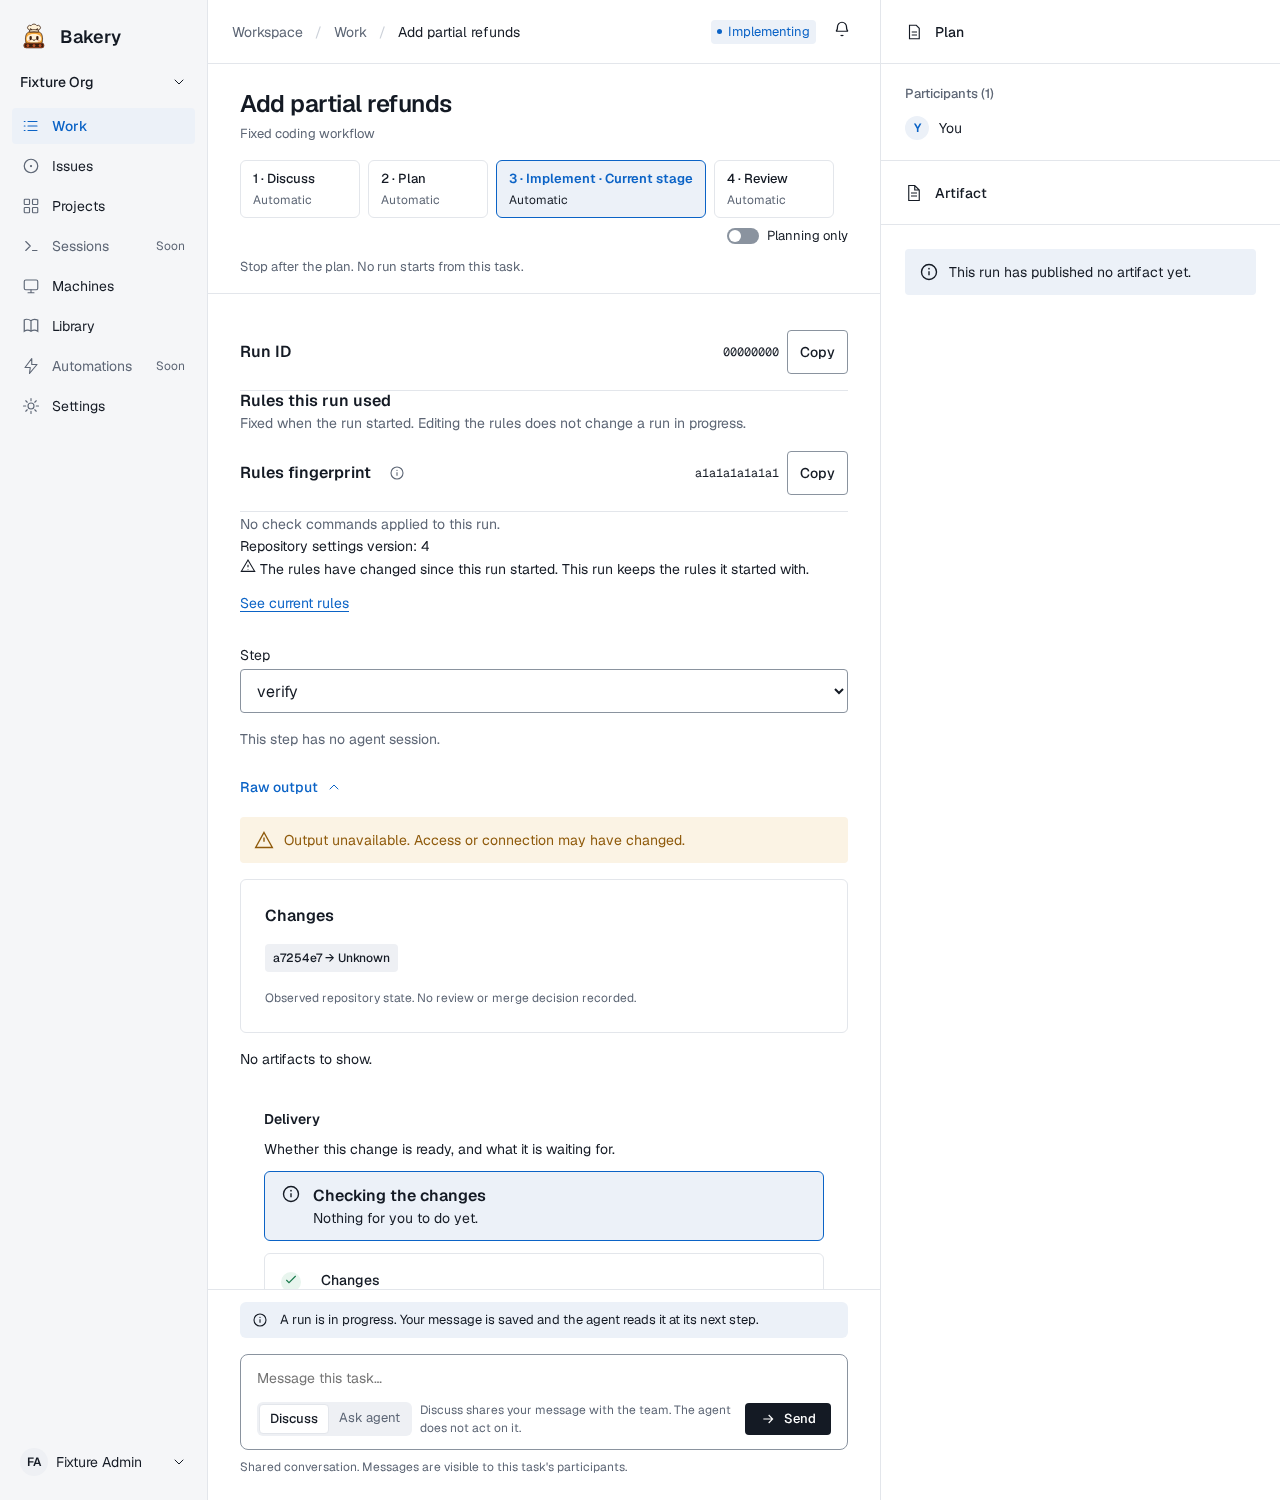 Bakery
Fixture Org
Work
Issues
Projects
Sessions Soon
Machines
Library
Automations Soon
Settings
FA Fixture Admin
Workspace / Work / Add partial refunds
Implementing
Add partial refunds
Fixed coding workflow
1 · Discuss
Automatic
2 · Plan
Automatic
3 · Implement · Current stage
Automatic
4 · Review
Automatic
Planning only
Stop after the plan. No run starts from this task.
Run ID 00000000 Copy
Rules this run used
Fixed when the run started. Editing the rules does not change a run in progress.
Rules fingerprint a1a1a1a1a1a1 Copy
No check commands applied to this run.
Repository settings version: 4
The rules have changed since this run started. This run keeps the rules it started with.
See current rules
Step
verify
This step has no agent session.
Raw output
Output unavailable. Access or connection may have changed.
Changes
a7254e7 → Unknown
Observed repository state. No review or merge decision recorded.
No artifacts to show.
Delivery
Whether this change is ready, and what it is waiting for.
Checking the changes
Nothing for you to do yet.
Changes
A run is in progress. Your message is saved and the agent reads it at its next step.
Message this task...
Discuss Ask agent
Discuss shares your message with the team. The agent
does not act on it.
→ Send
Shared conversation. Messages are visible to this task's participants.
Plan
Participants (1)
Y You
Artifact
This run has published no artifact yet.